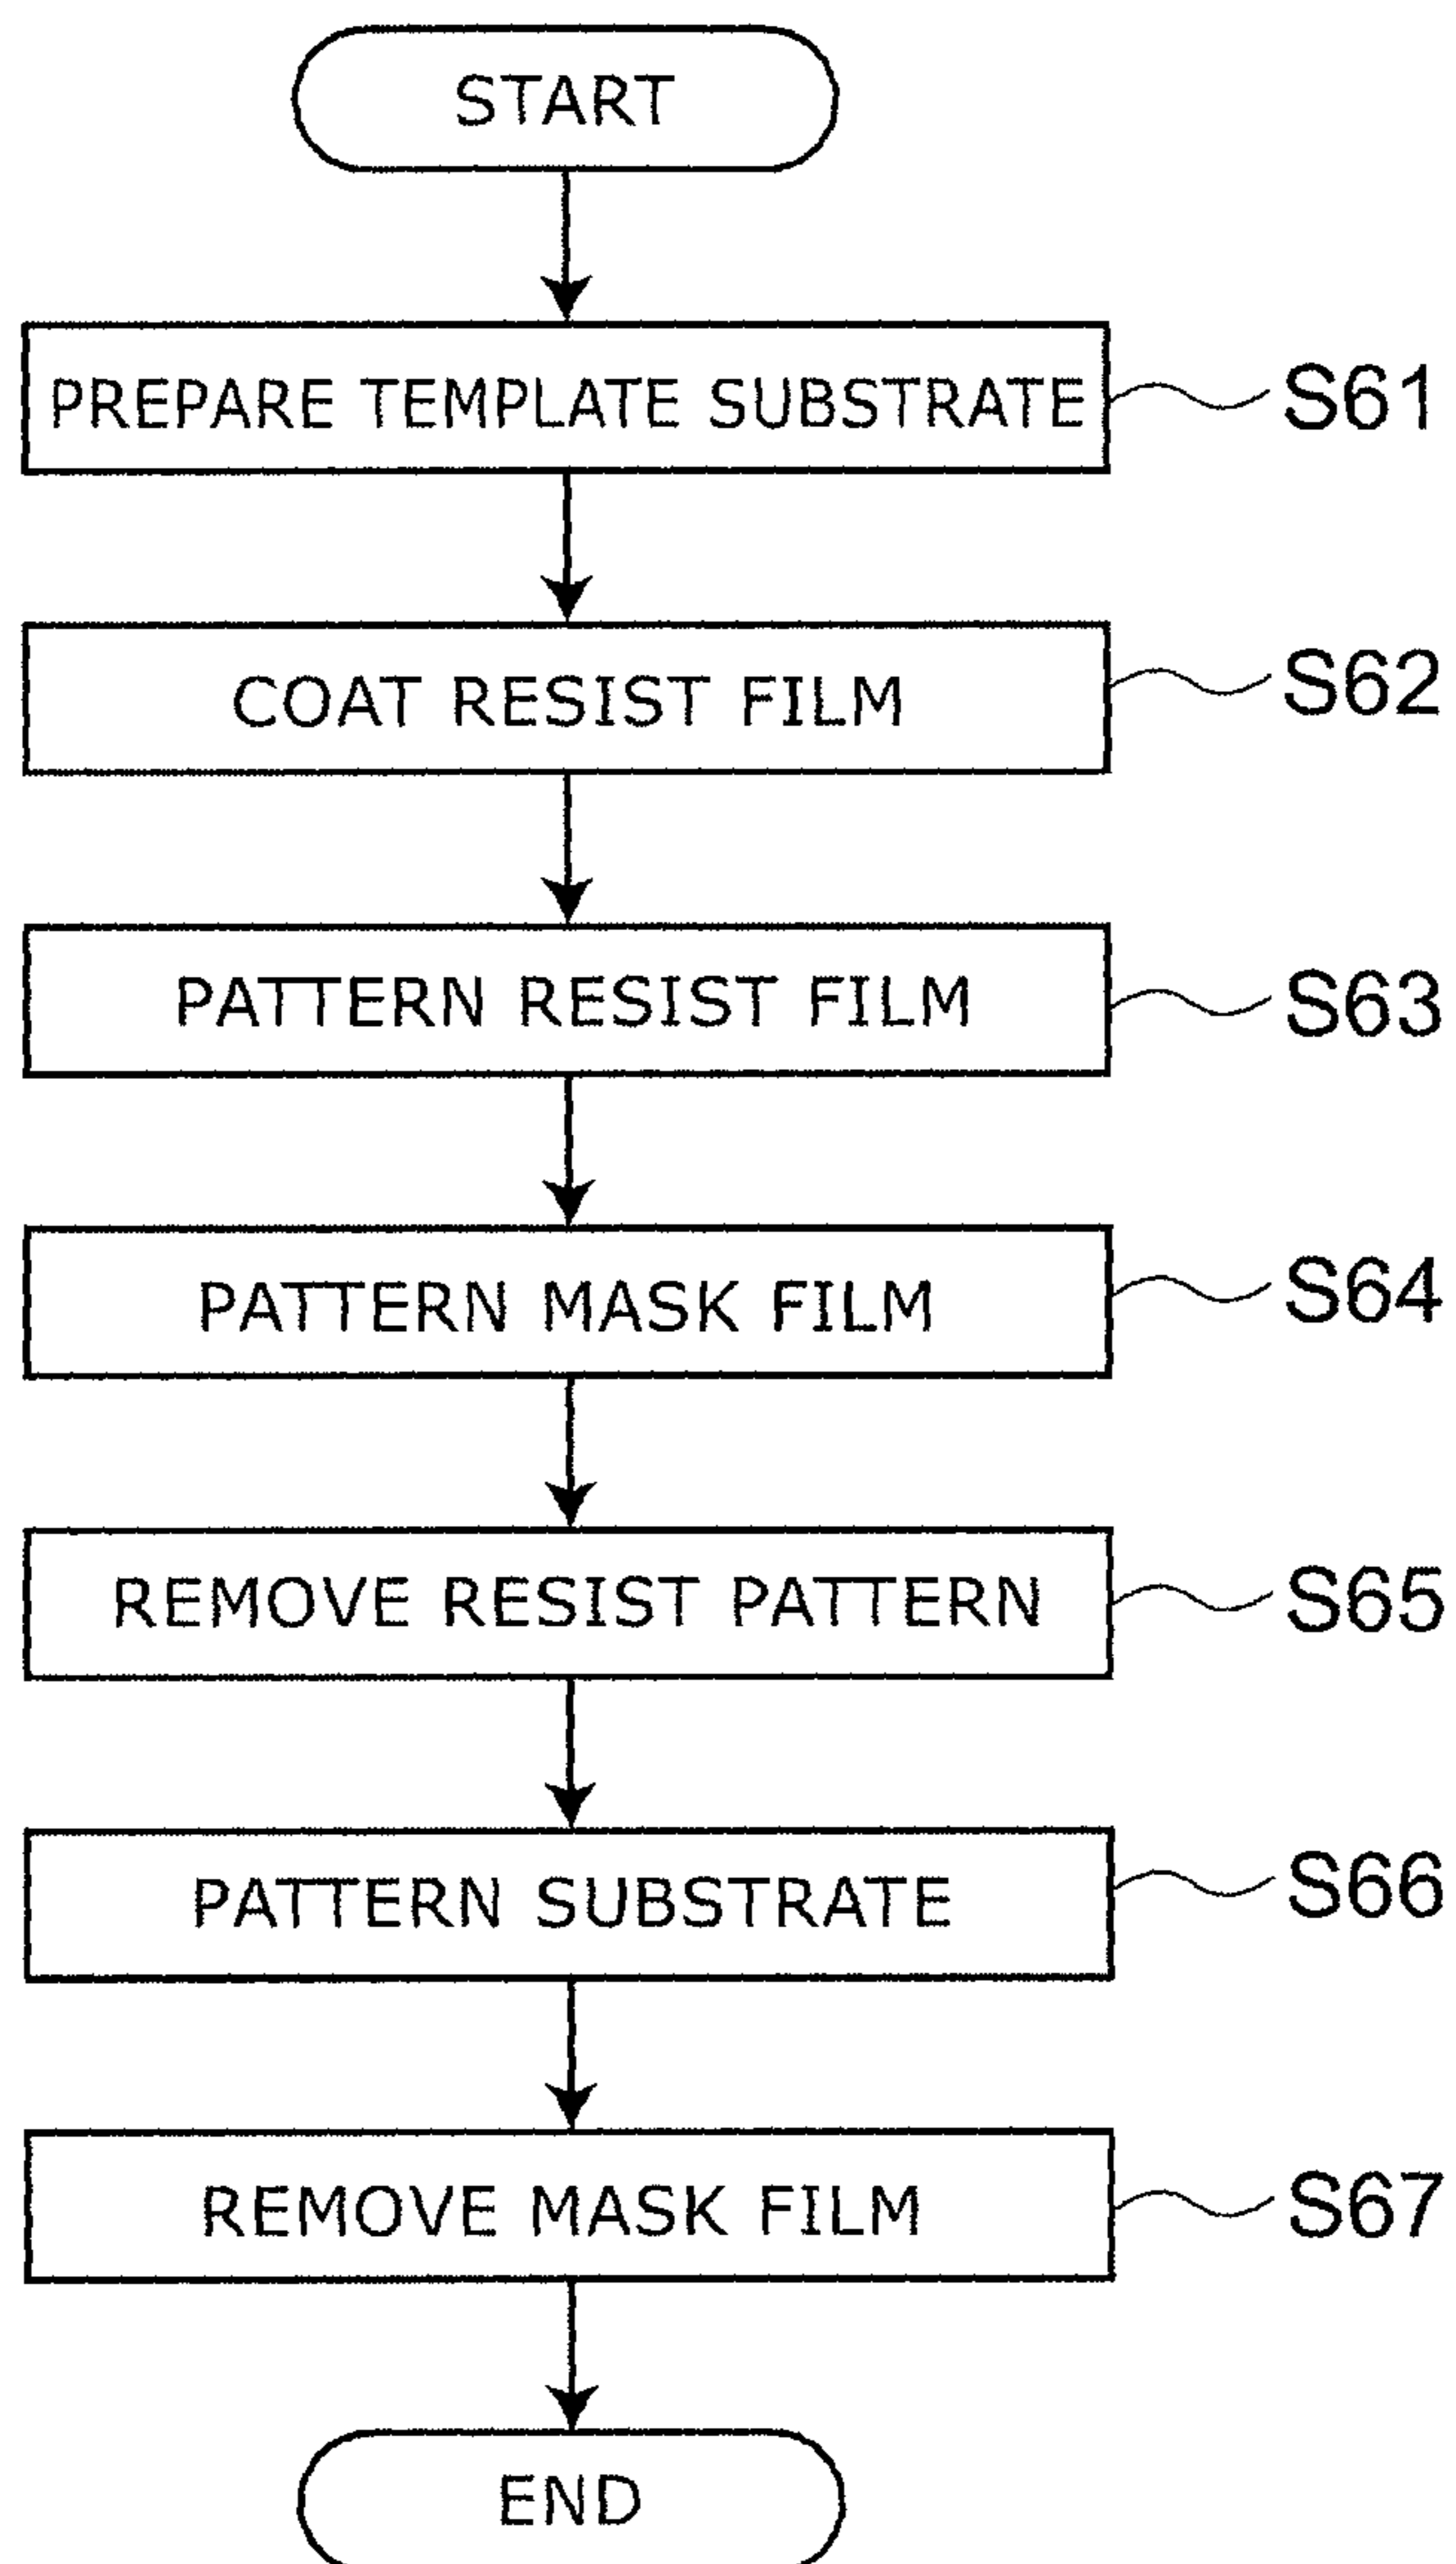 START
PREPARE TEMPLATE SUBSTRATE S61
COAT RESIST FILM S62
PATTERN RESIST FILM S63
PATTERN MASK FILM S64
REMOVE RESIST PATTERN S65
PATTERN SUBSTRATE S66
REMOVE MASK FILM S67
END